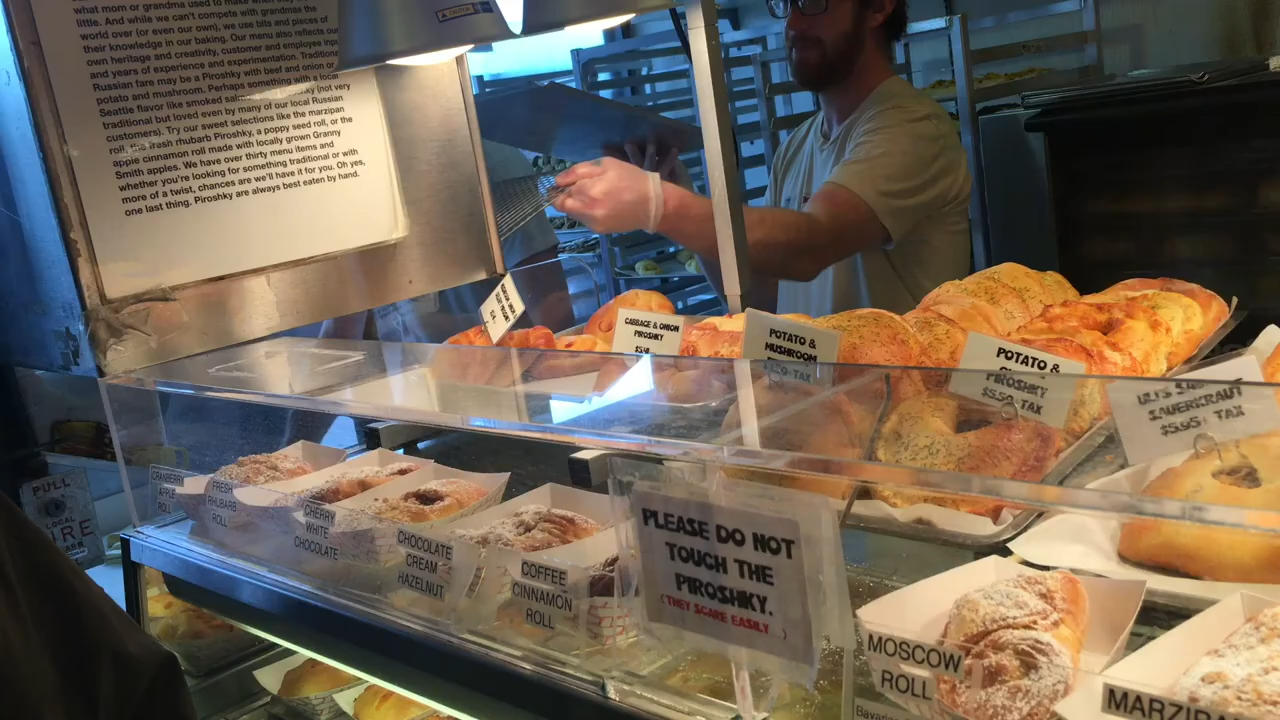 what mom or grandma used to make when they
little. And while we can't compete with grandmas the
world over (or even our own), we use bits and pieces of
their knowledge in our baking. Our menu also reflects our
own heritage and creativity, customer and employee input
and years of experience and experimentation. Traditional
Russian fare may be a Piroshky with beef and onion or
potato and mushroom. Perhaps something with a local
Seattle flavor like smoked (not very
traditional but loved even by many of our local Russian
customers). Try our sweet selections like the marzipan
roll, the fresh rhubarb Piroshky, a poppy seed roll, or the
apple cinnamon roll made with locally grown Granny
Smith apples. We have over thirty menu items and
whether you're looking for something traditional or with
more of a twist, chances are we'll have it for you. Oh yes,
one last thing. Piroshky are always best eaten by hand.
CAUTION
CABBAGE & ONION
PIROSHKY
POTATO &
MUSHROOM
TAX
POTATO &
PIROSHKY
$5.50 TAX
SAUERKRAUT
$5.95 TAX
PULL
LOCAL
CRANBERRY
APPLE
FRESH
RHUBARB
ROLL
CHERRY
WHITE
CHOCOLATE
CHOCOLATE
CREAM
HAZELNUT
COFFEE
CINNAMON
ROLL
PLEASE DO NOT
TOUCH THE
PIROSHKY.
(THEY SCARE EASILY...)
MOSCOW
ROLL
MARZIP